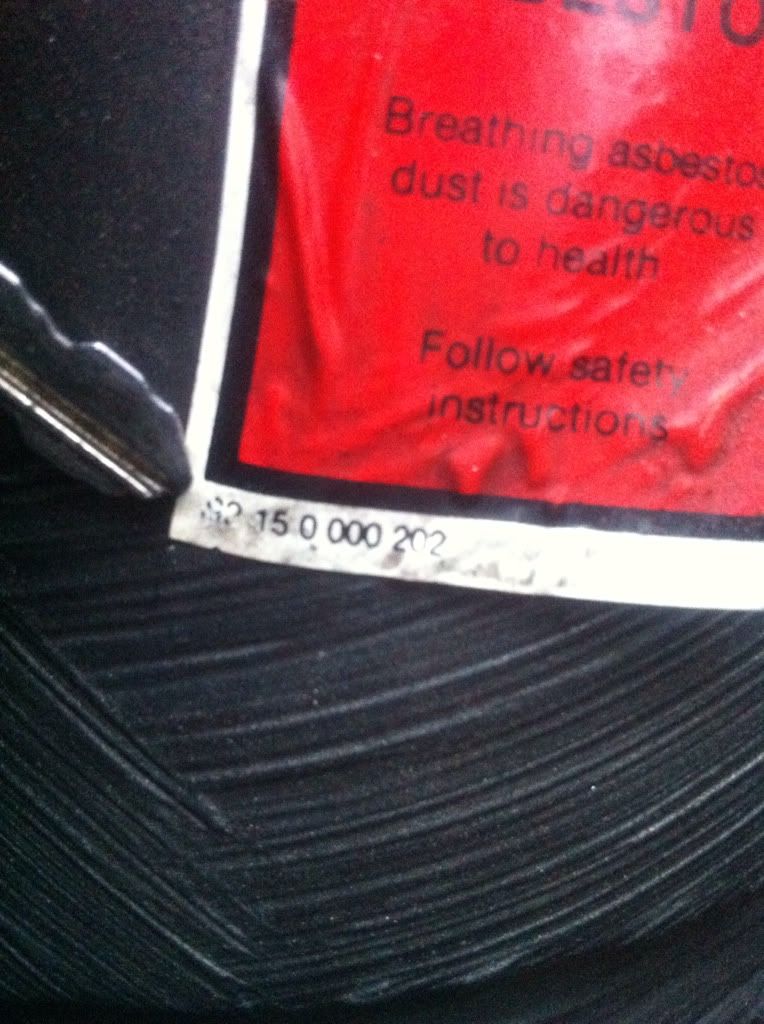 Breathing asbestos
dust is dangerous
to health
Follow safety
instructions
15 0 000 202